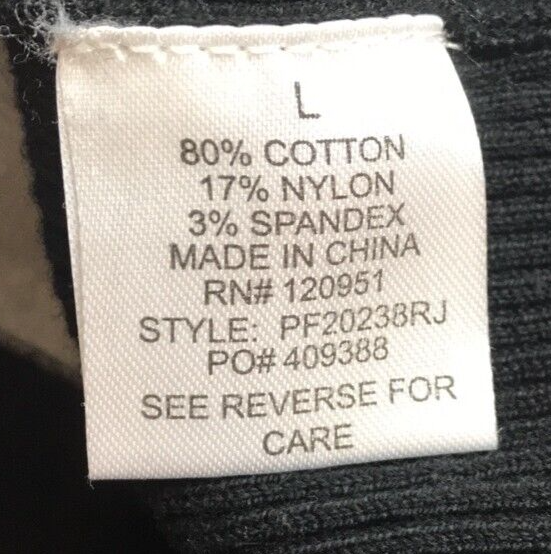 L
80% COTTON
17% NYLON
3% SPANDEX
MADE IN CHINA
RN# 120951
STYLE: PF20238RJ
PO# 409388
SEE REVERSE FOR
CARE